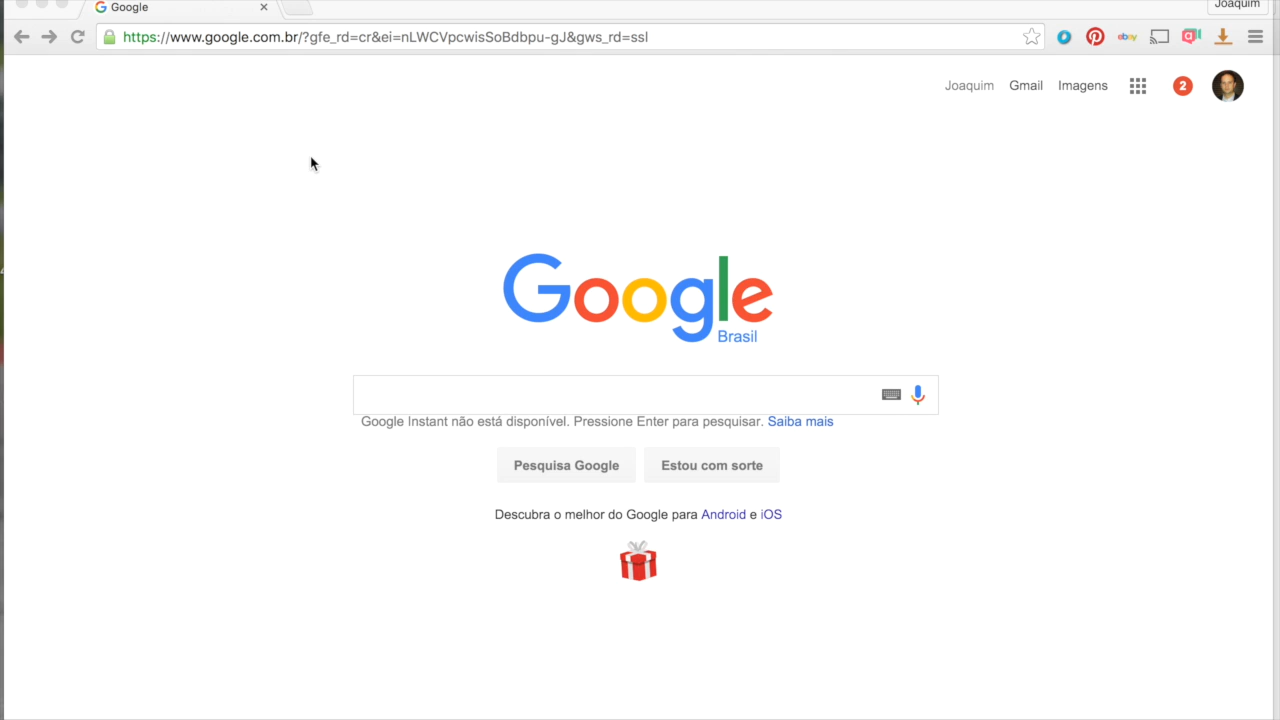 Joaquim
Google
https://www.google.com.br/?gfe_rd=cr&ei=nLWCVpcwisSoBdbpu-gJ&gws_rd=ssl
ebay
a
Joaquim Gmail Imagens 2
Google
Brasil
Google Instant não está disponível. Pressione Enter para pesquisar. Saiba mais
Pesquisa Google Estou com sorte
Descubra o melhor do Google para Android e iOS